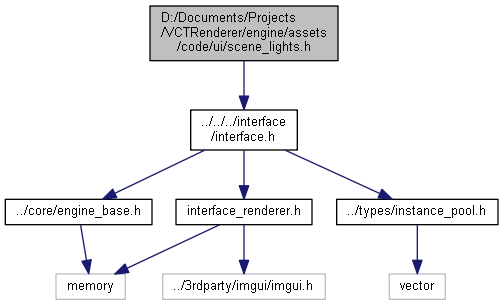 D:/Documents/Projects
/VCTRenderer/engine/assets
/code/ui/scene_lights.h
../../../interface
/interface.h
../core/engine_base.h
interface_renderer.h
../types/instance_pool.h
memory
../3rdparty/imgui/imgui.h
vector